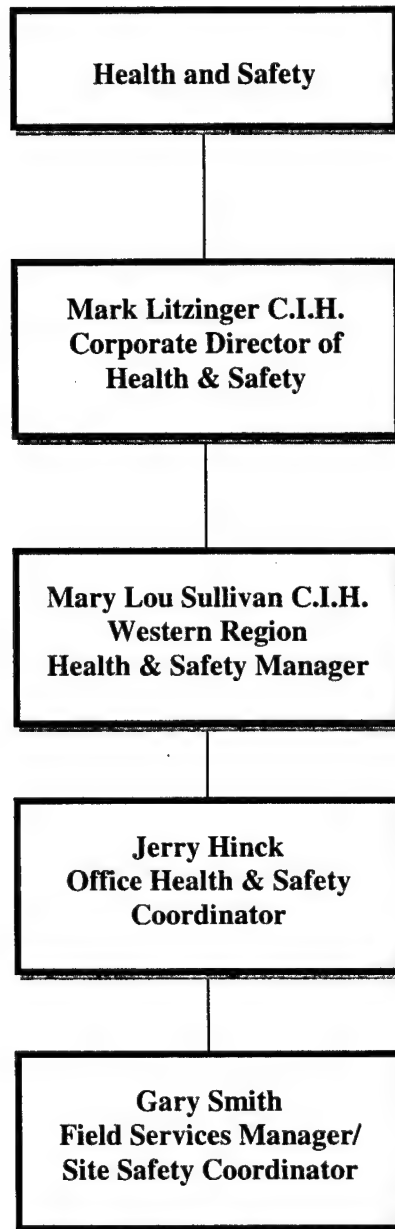 Health and Safety
Mark Litzinger C.I.H.
Corporate Director of
Health & Safety
Mary Lou Sullivan C.I.H.
Western Region
Health & Safety Manager
Jerry Hinck
Office Health & Safety
Coordinator
Gary Smith
Field Services Manager/
Site Safety Coordinator